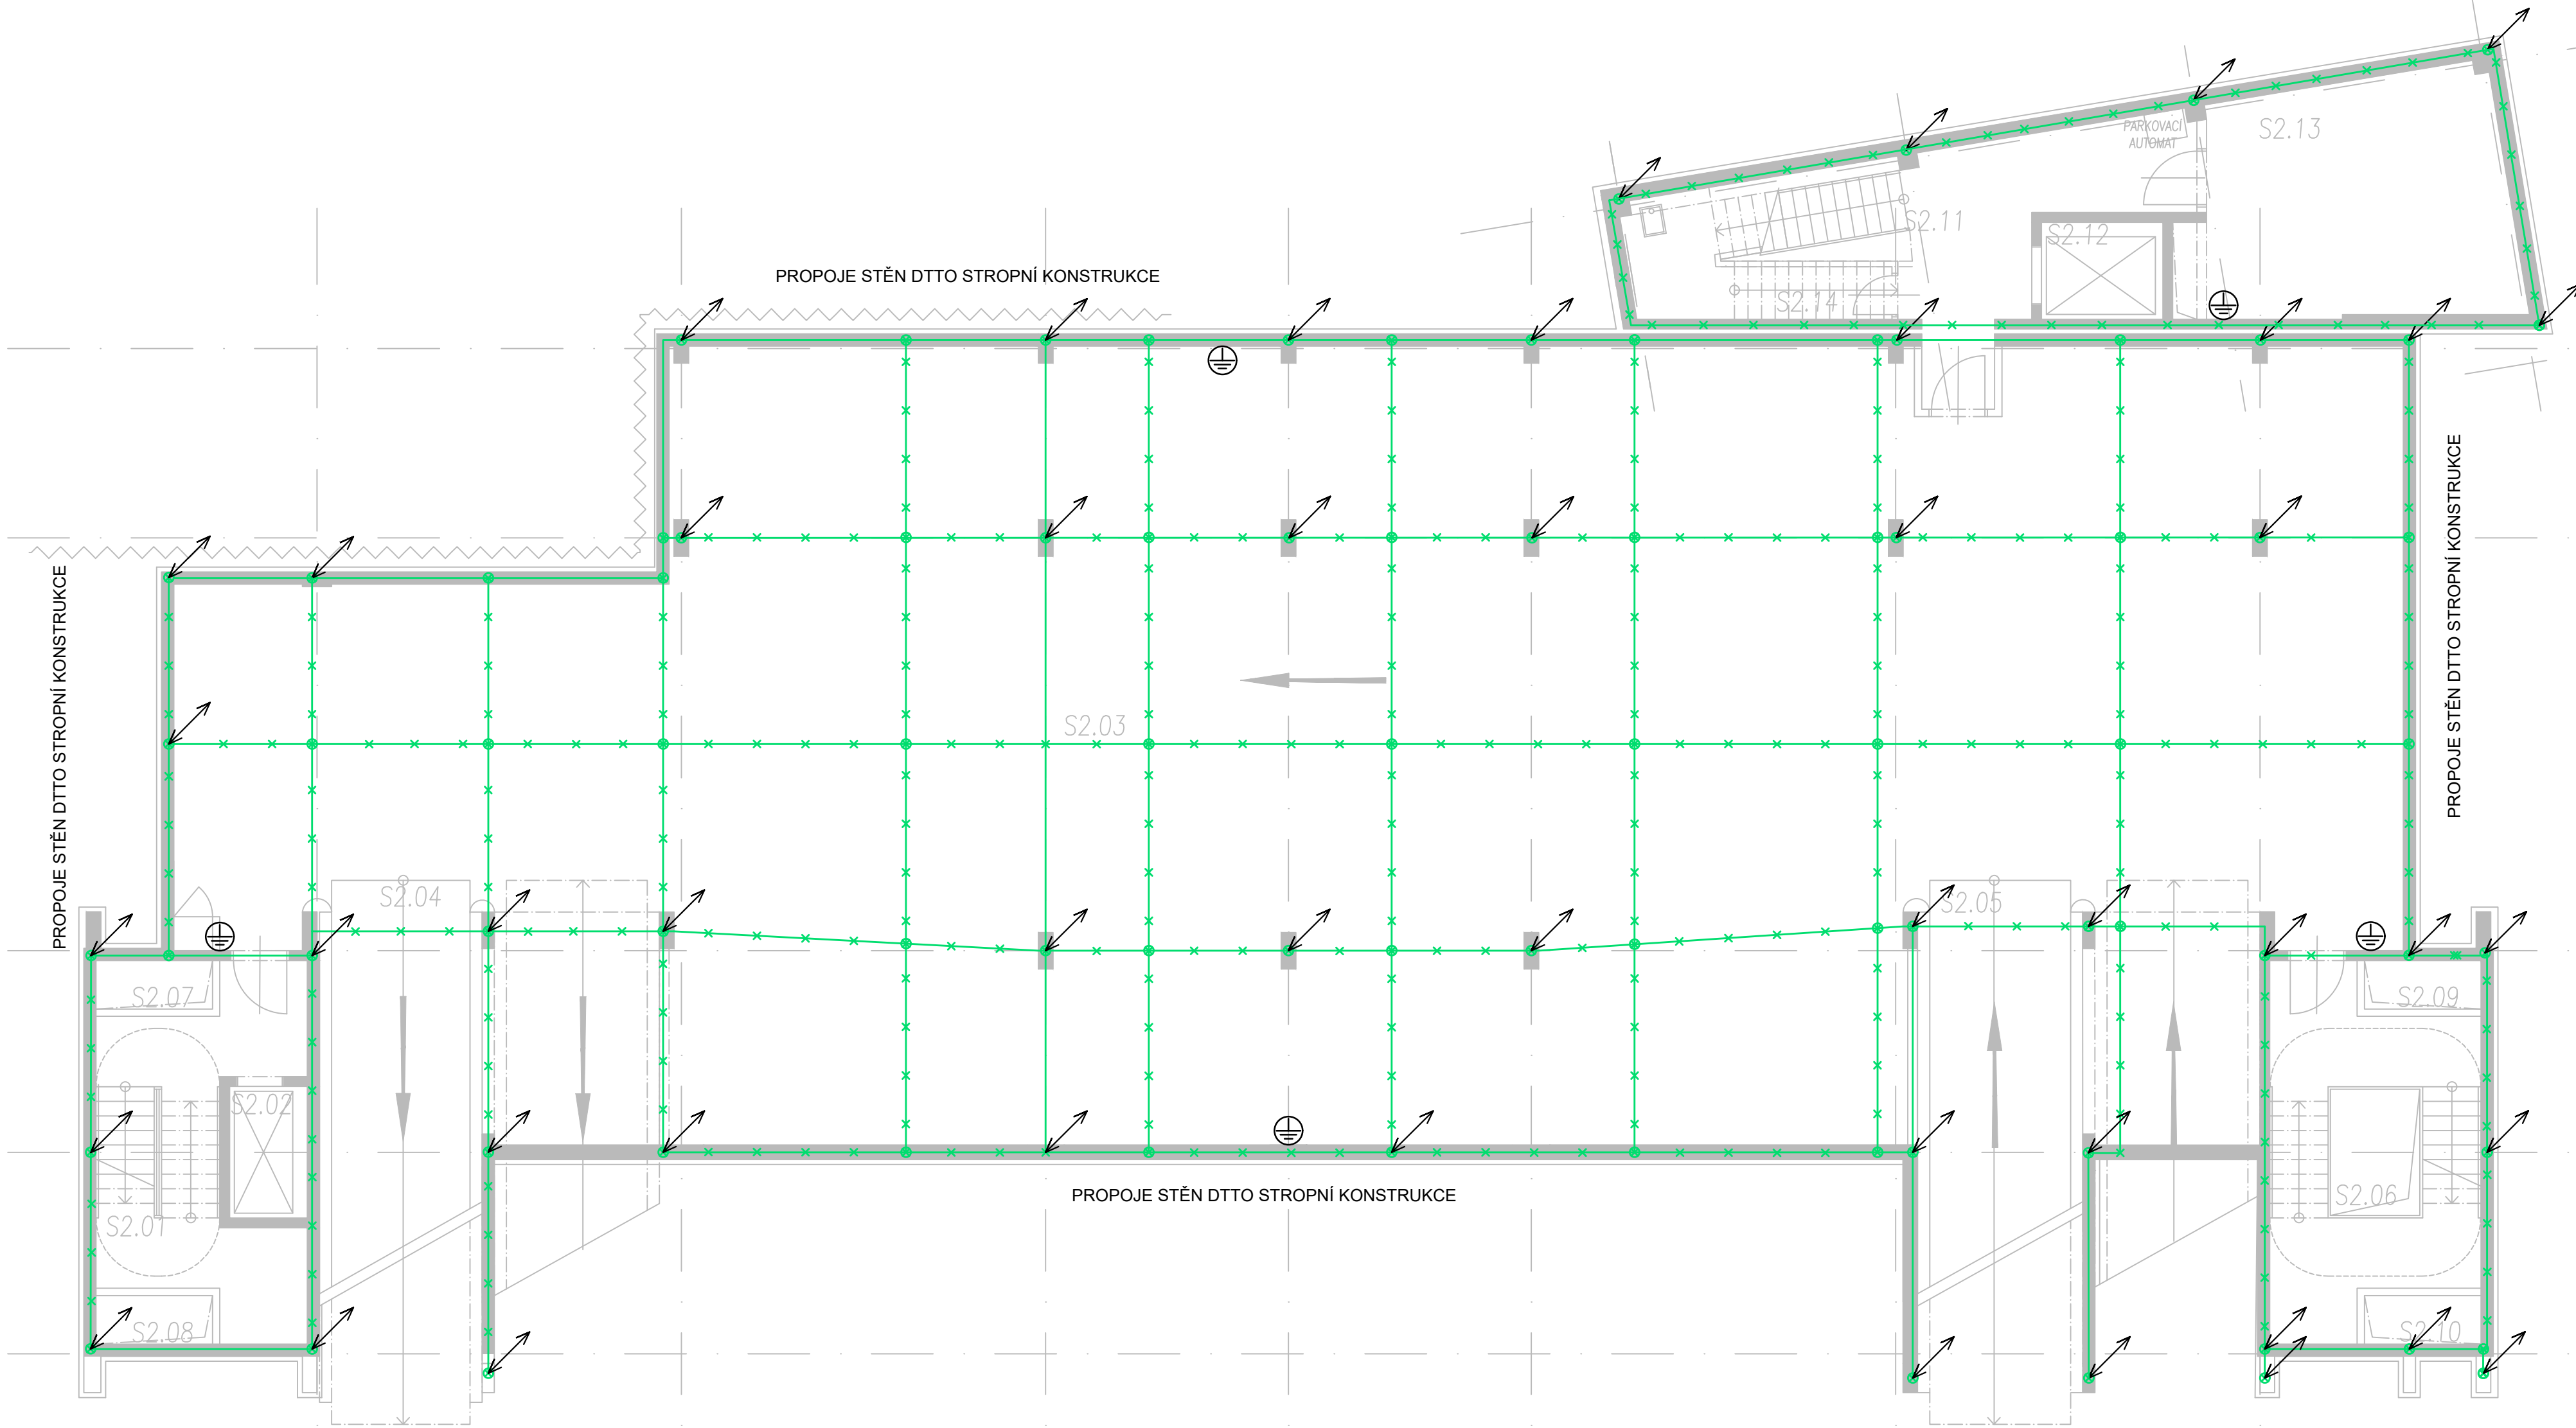 PARKOVACÍ
AUTOMAT
S2.13
S2.11
S2.12
PROPOJE STĚN DTTO STROPNÍ KONSTRUKCE
S2.14
PROPOJE STĚN DTTO STROPNÍ KONSTRUKCE
PROPOJE STĚN DTTO STROPNÍ KONSTRUKCE
S2.03
S2.04
S2.05
S2.07
S2.09
S2.02
S2.01
S2.06
PROPOJE STĚN DTTO STROPNÍ KONSTRUKCE
S2.08
S2.10